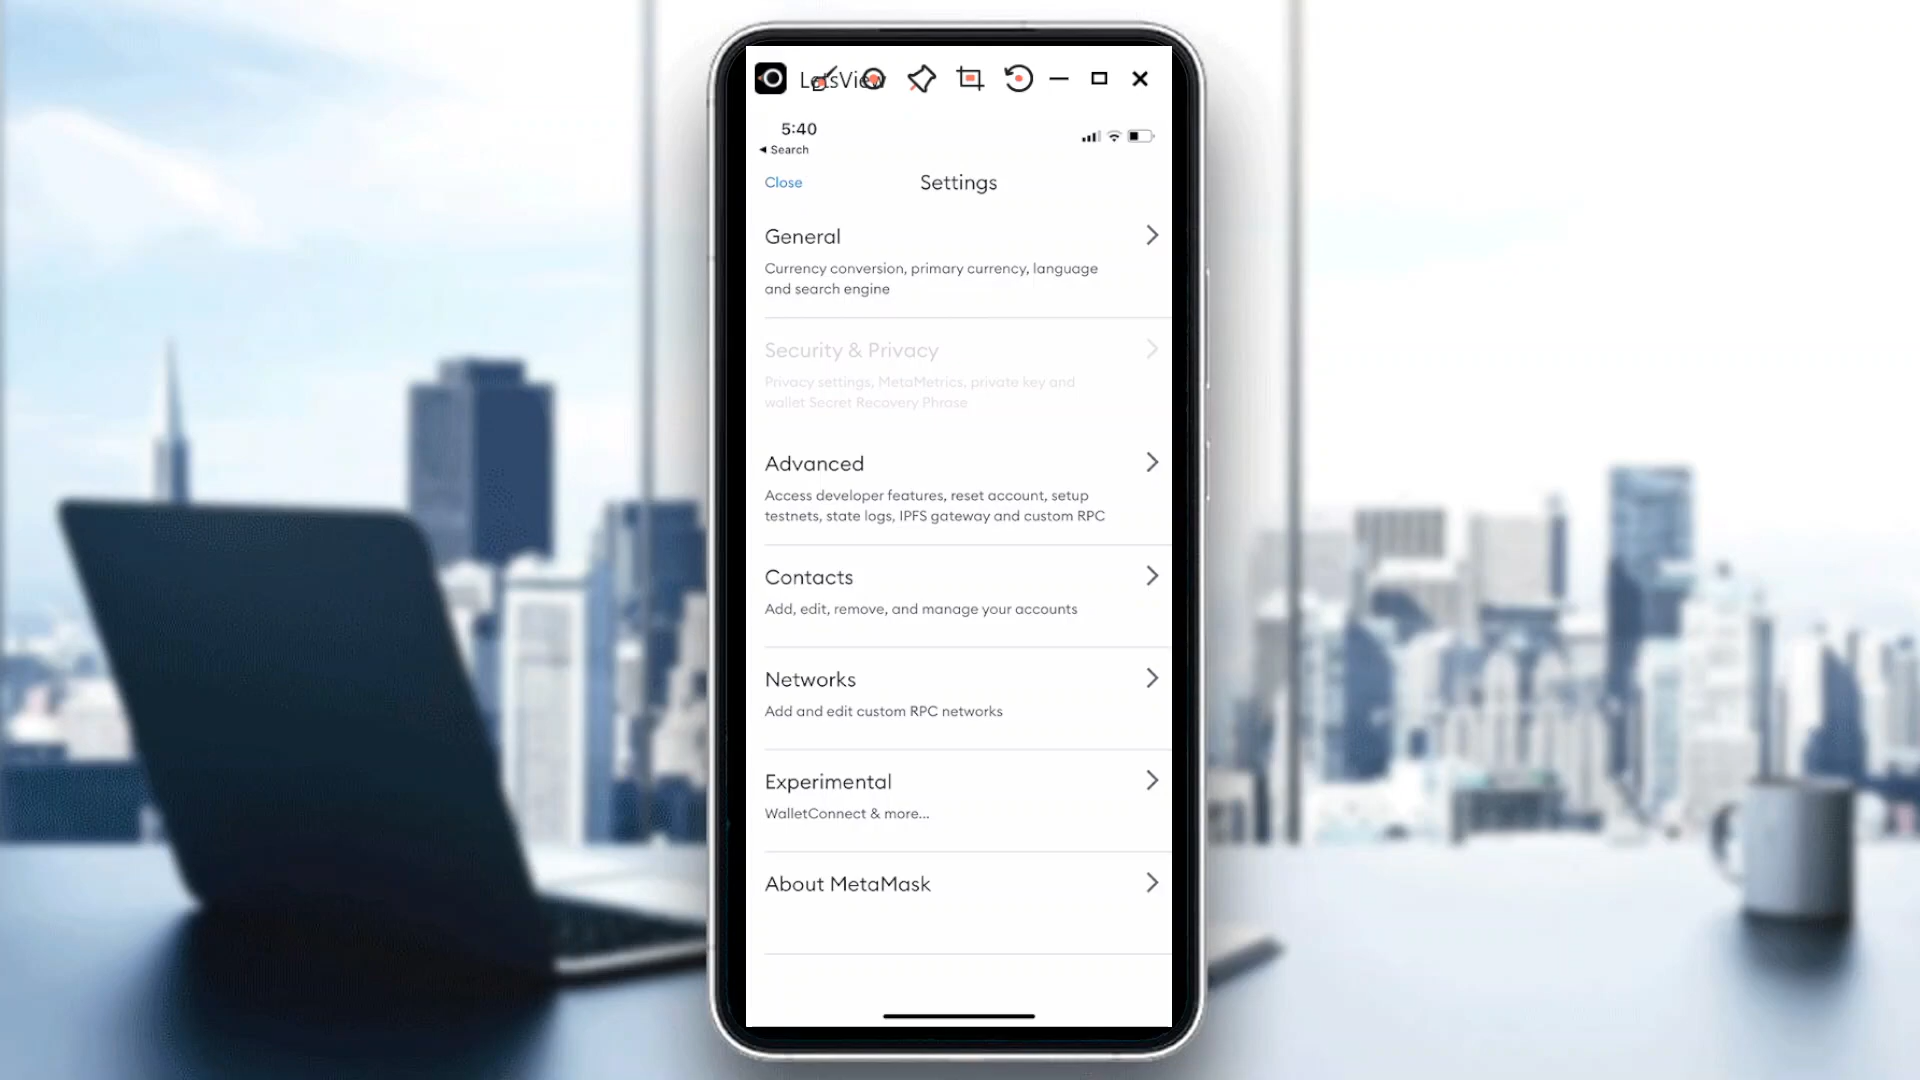 LetsView
5:40
◄ Search
Close
Settings
General
Currency conversion, primary currency, language
and search engine
Security & Privacy
Privacy settings, MetaMetrics, private key and
wallet Secret Recovery Phrase
Advanced
Access developer features, reset account, setup
testnets, state logs, IPFS gateway and custom RPC
Contacts
Add, edit, remove, and manage your accounts
Networks
Add and edit custom RPC networks
Experimental
WalletConnect & more...
About MetaMask